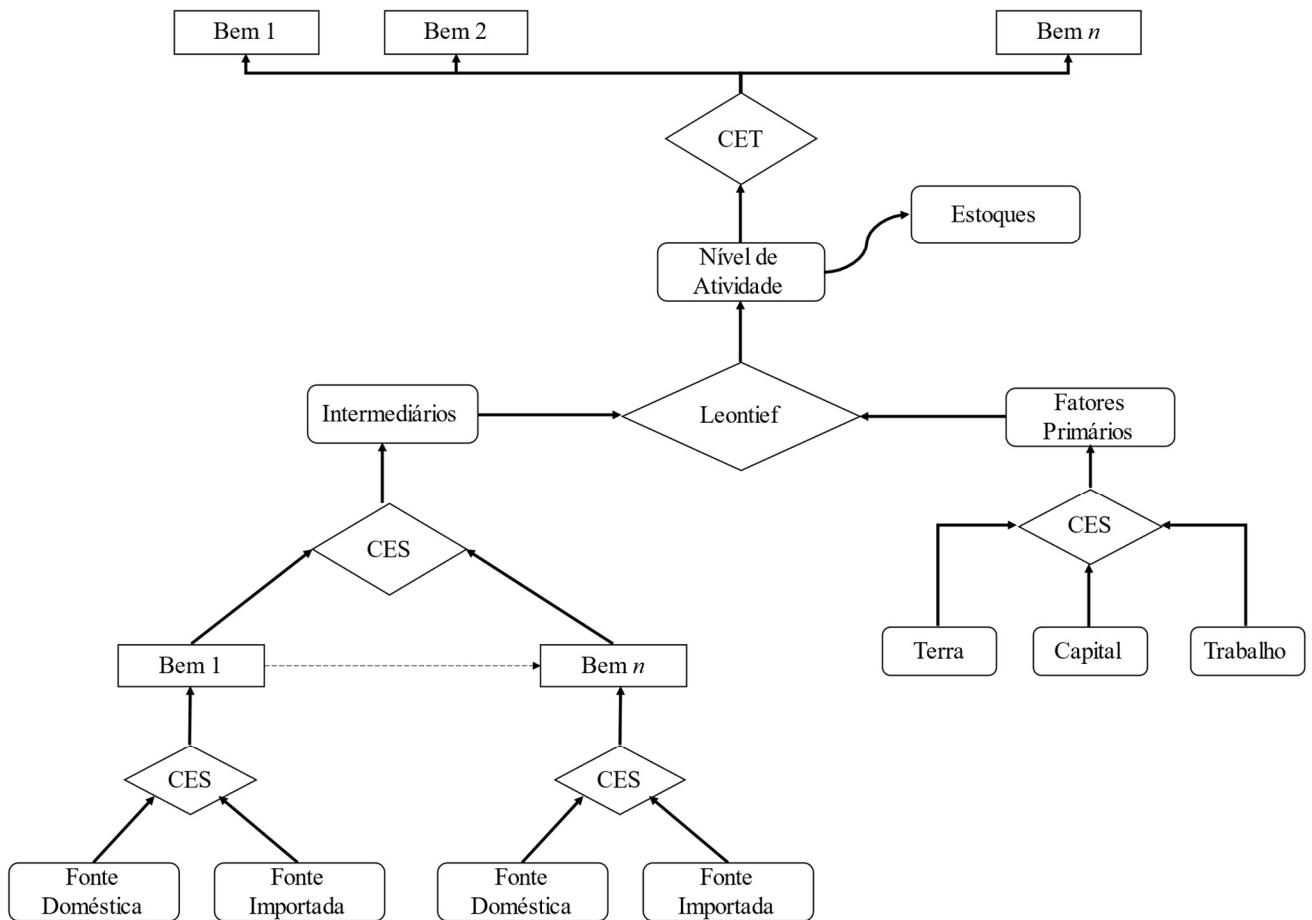 Bem 1
Bem 2
Bem n
CET
Estoques
Nível de
Atividade
Intermediários
Leontief
Fatores
Primários
CES
CES
Terra
Capital
Trabalho
Bem 1
Bem n
CES
CES
Fonte
Doméstica
Fonte
Importada
Fonte
Doméstica
Fonte
Importada